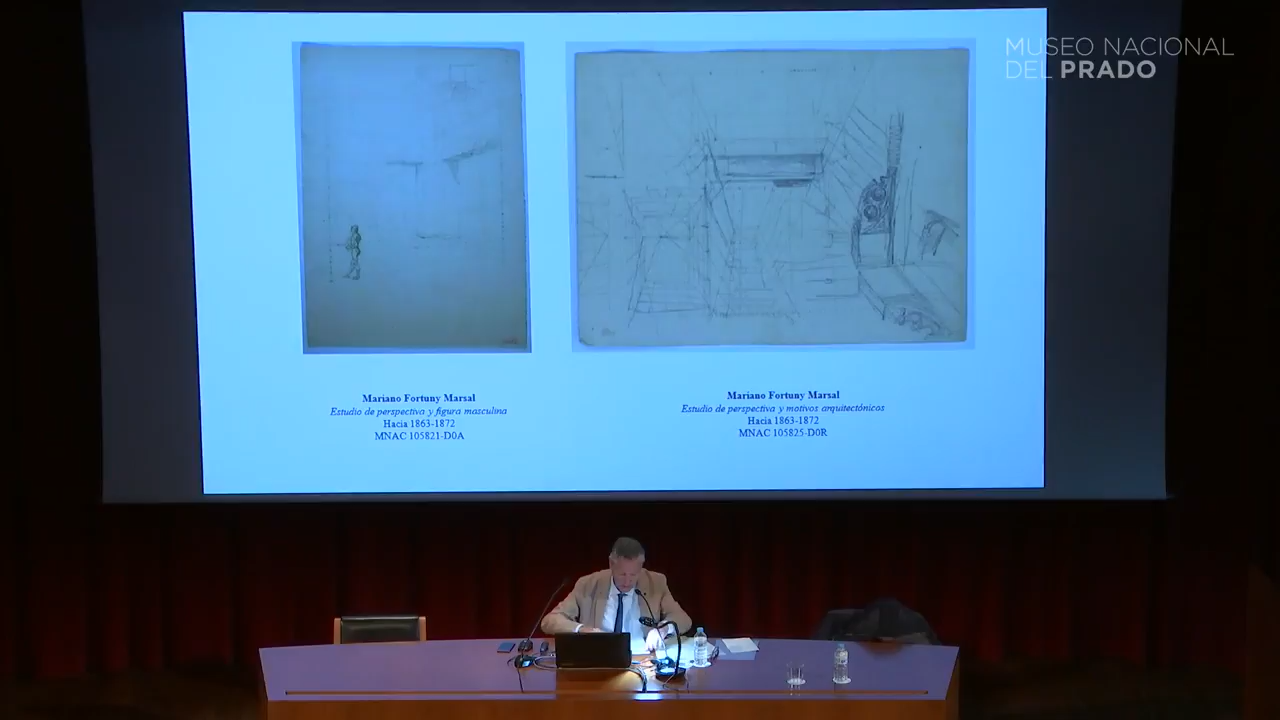 MUSEO NACIONAL
DEL PRADO
Mariano Fortuny Marsal
Estudio de perspectiva y figura masculina
Hacia 1863-1872
MNAC 105821-D0A
Mariano Fortuny Marsal
Estudio de perspectiva y motivos arquitectónicos
Hacia 1863-1872
MNAC 105825-D0R